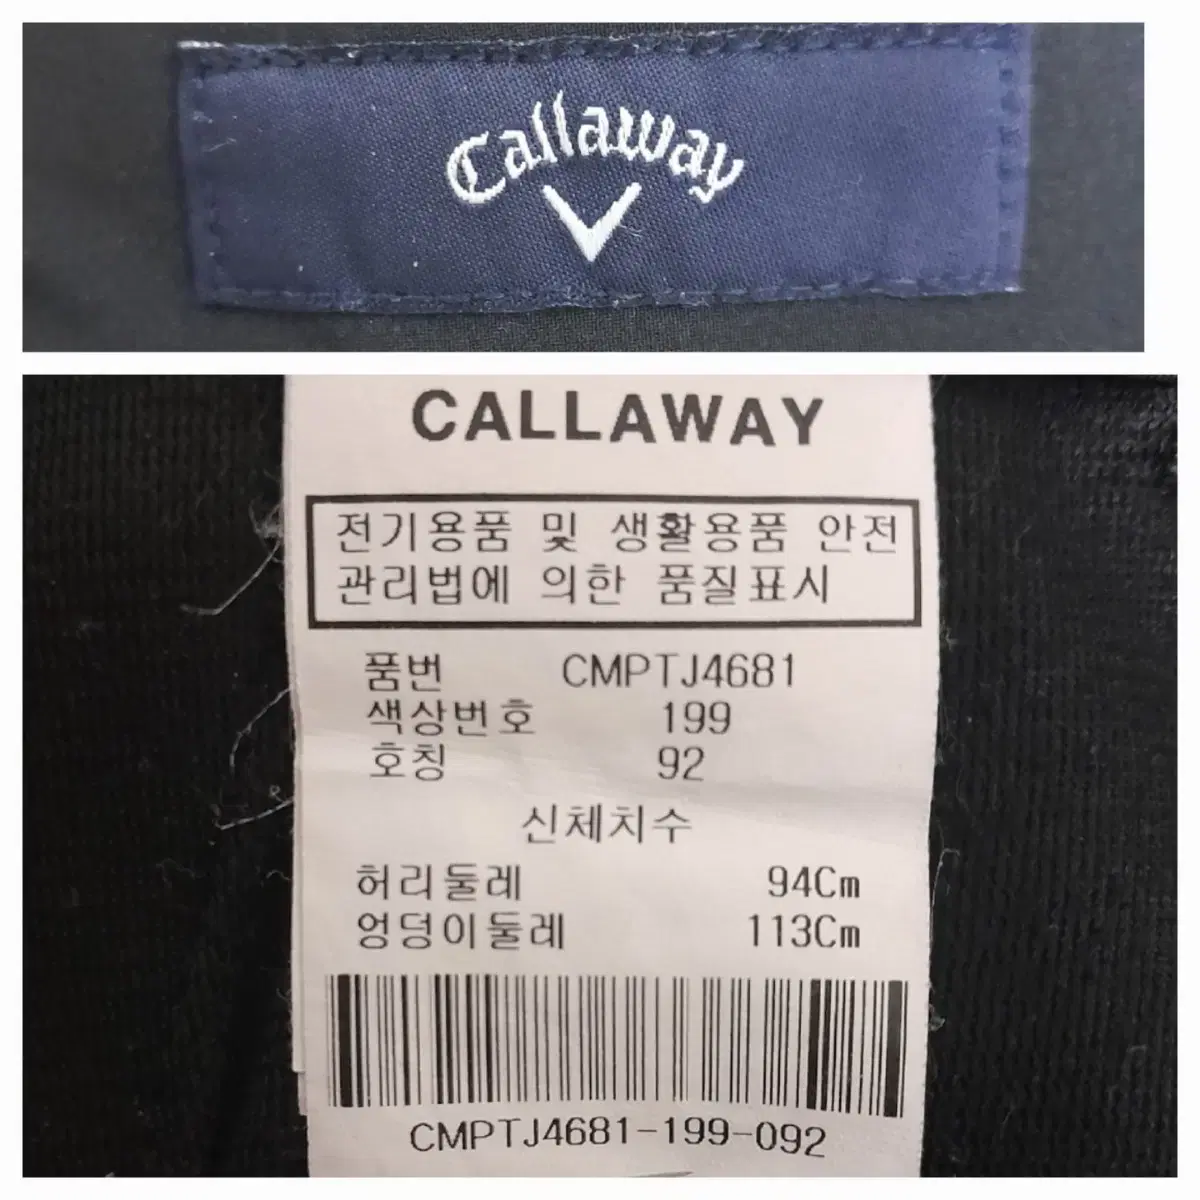 Callaway
CALLAWAY
전기용품 및 생활용품 안전
관리법에 의한 품질표시
품번 CMPTJ4681
색상번호 199
호칭 92
신체치수
허리둘레 94Cm
엉덩이둘레 113Cm
CMPTJ4681-199-092